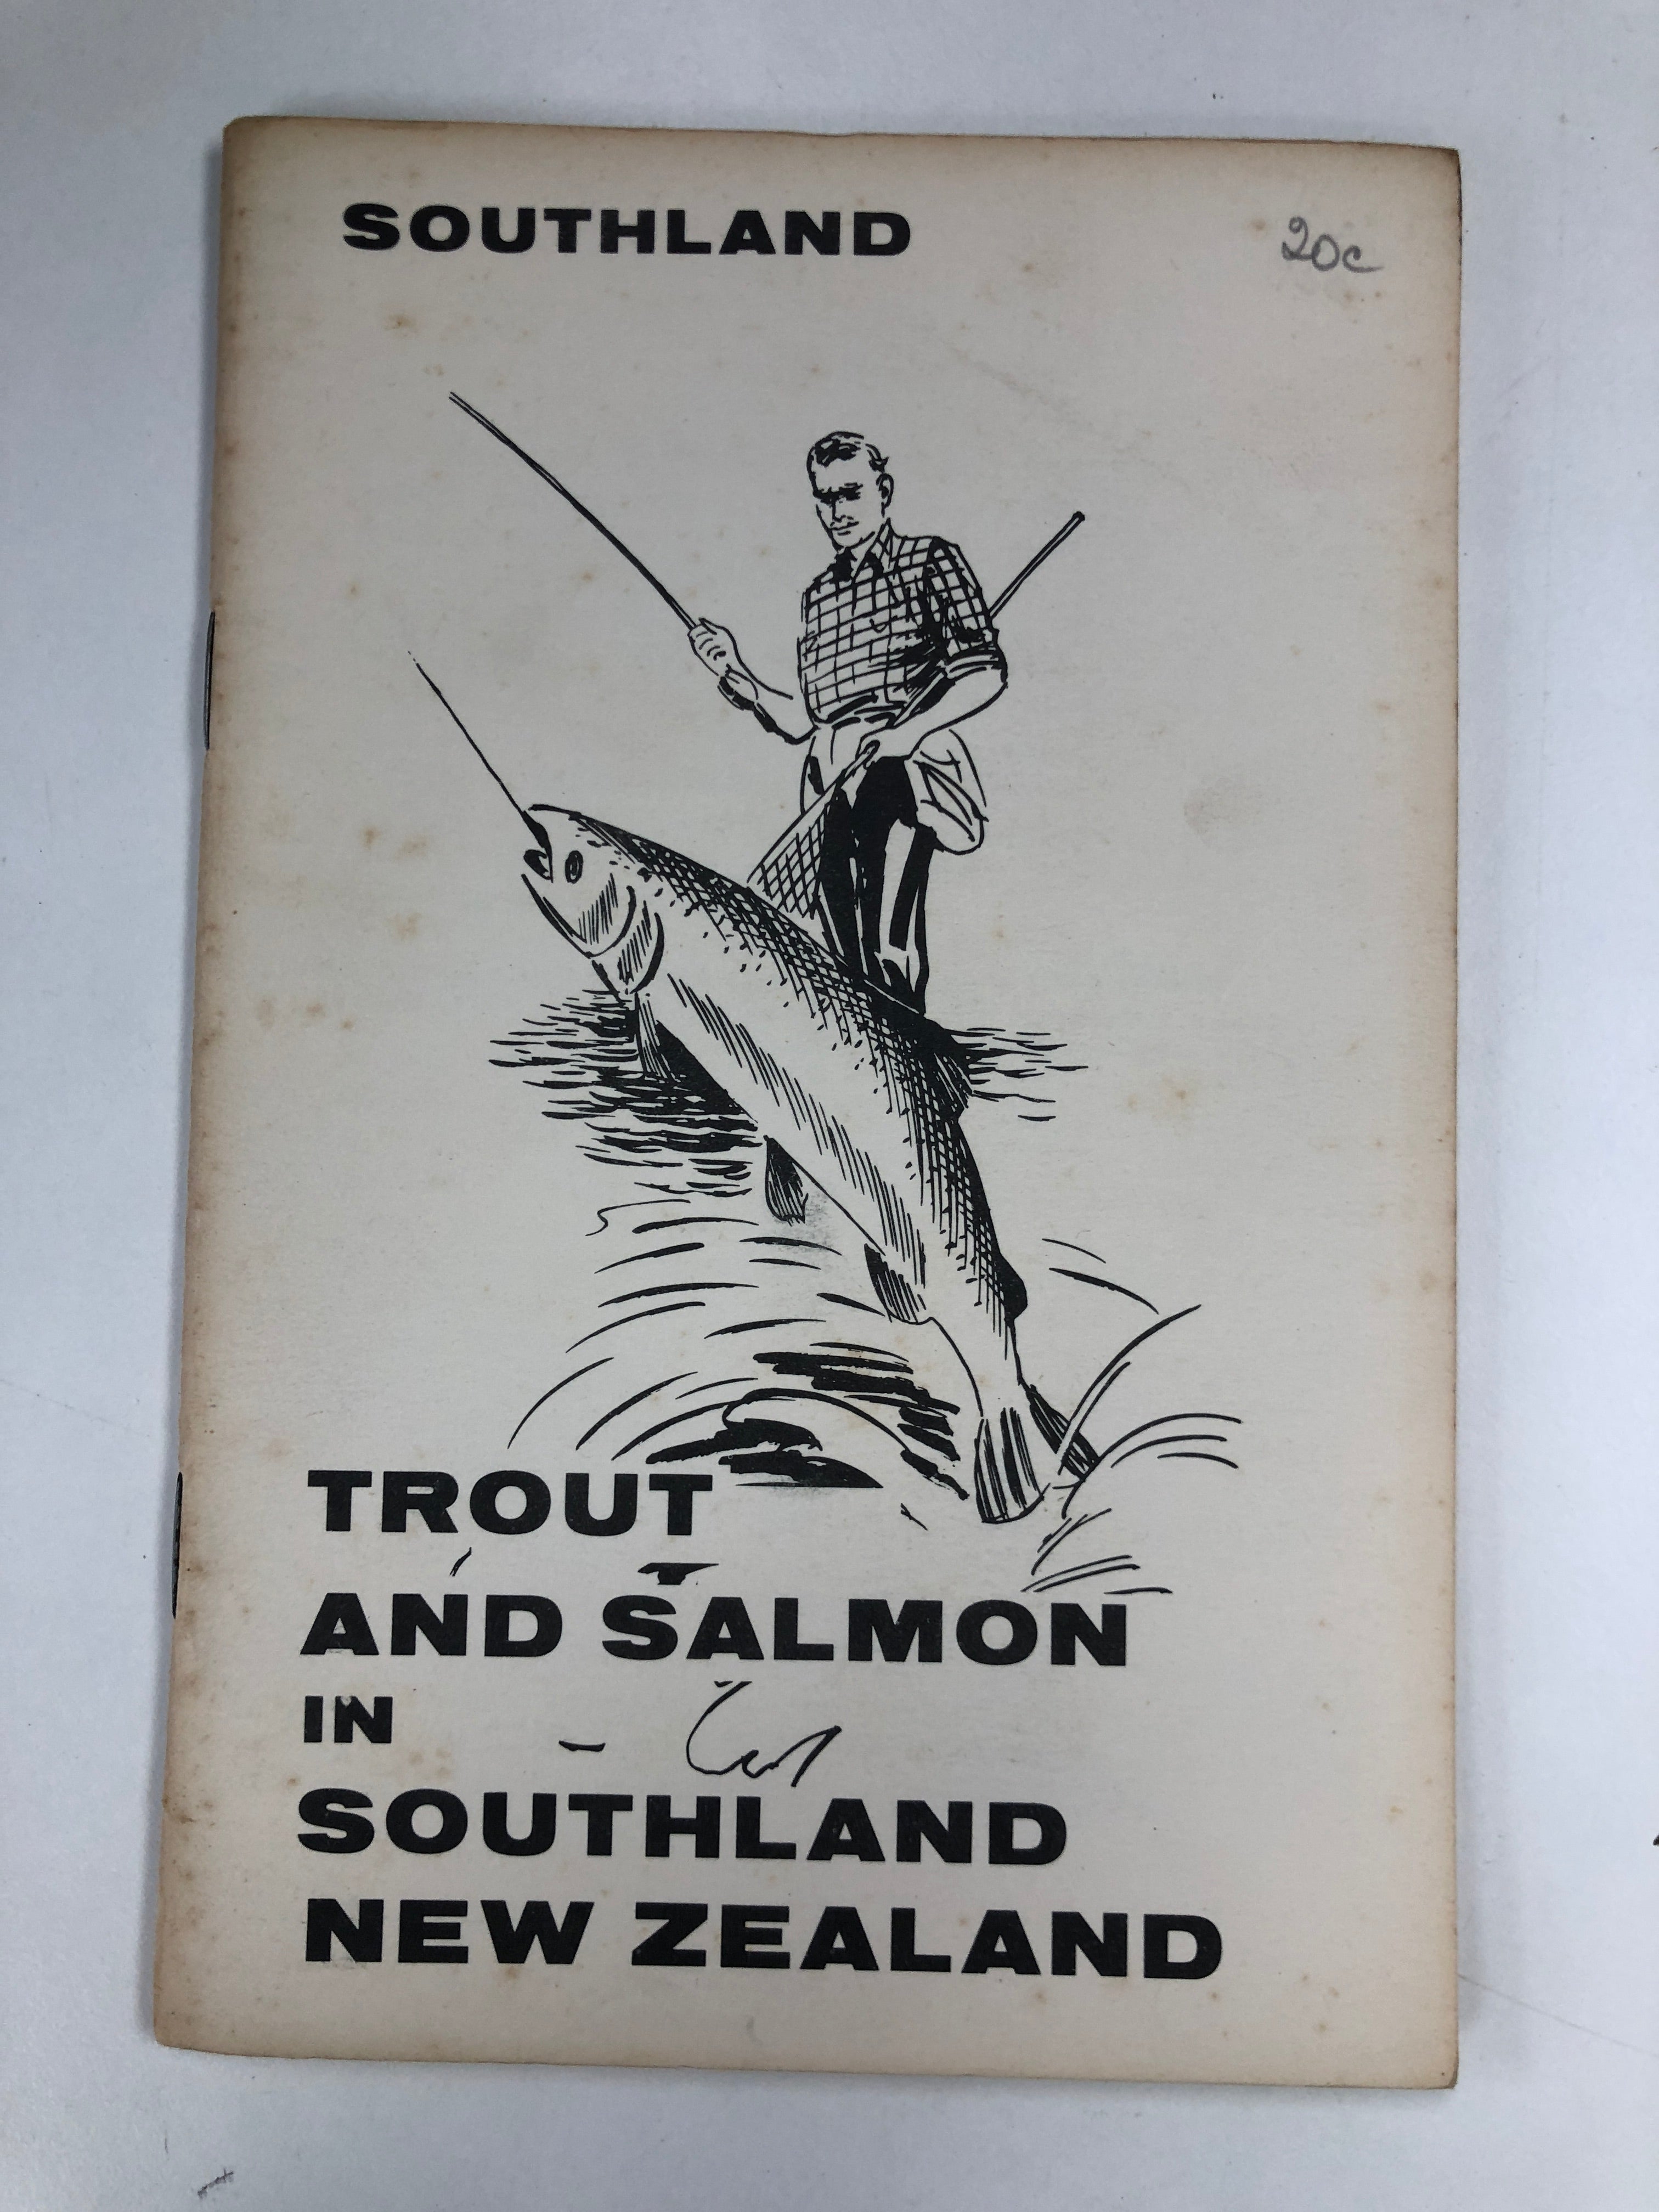 SOUTHLAND
20c
TROUT
AND SALMON
IN
SOUTHLAND
NEW ZEALAND